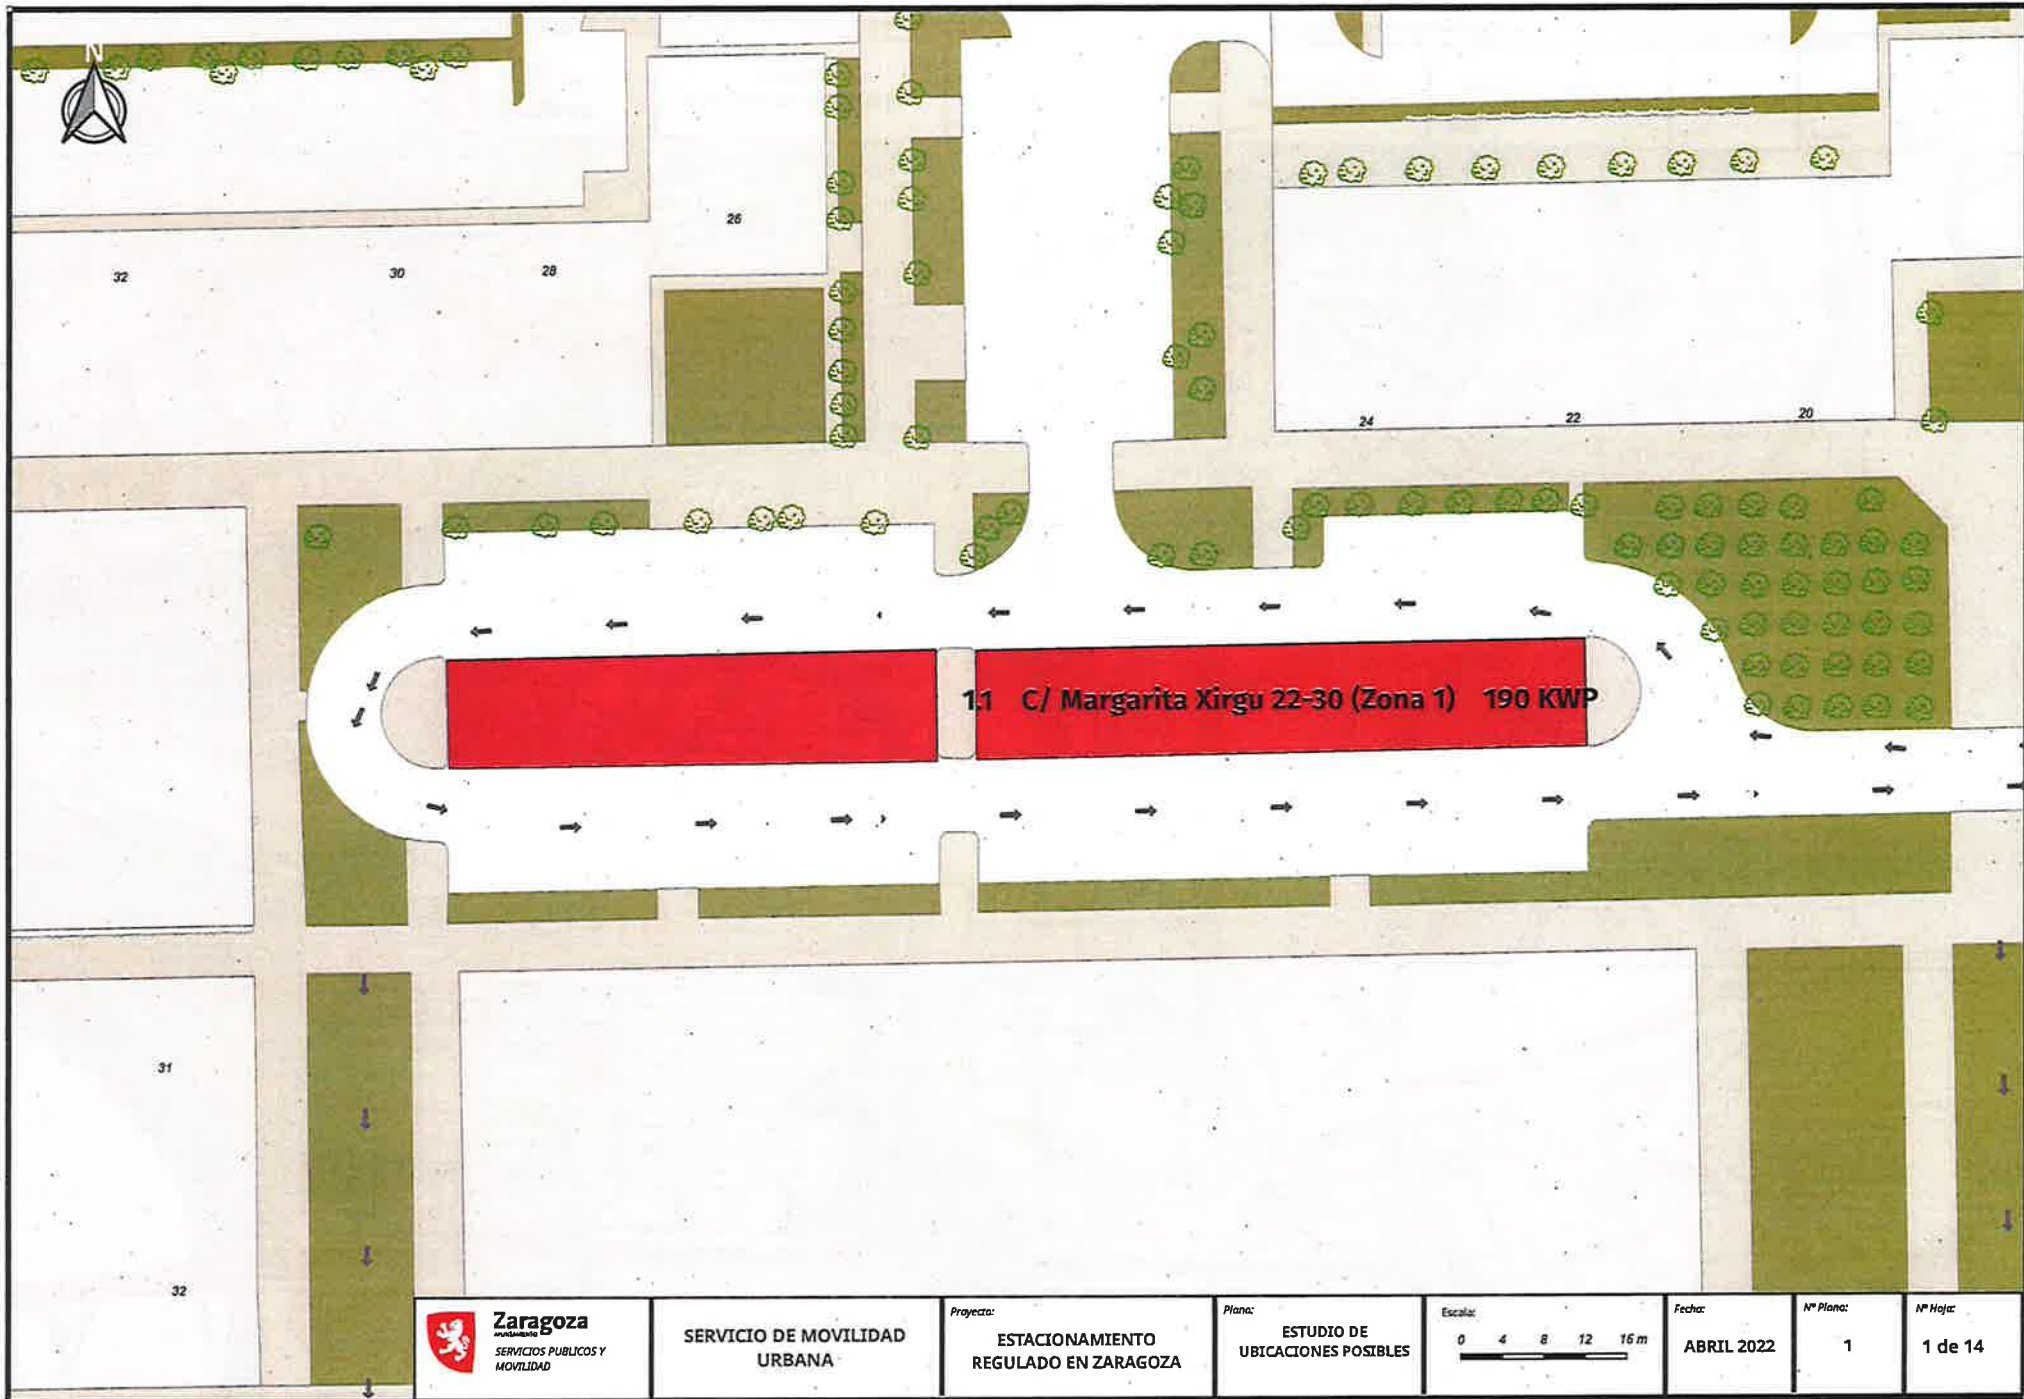 N
26
32
30
28
24
22
20
1.1 C/ Margarita Xirgu 22-30 (Zona 1) 190 KWP
31
32
Zaragoza
AYUNTAMIENTO
SERVICIOS PUBLICOS Y
MOVILIDAD
SERVICIO DE MOVILIDAD
URBANA
Proyecto:
ESTACIONAMIENTO
REGULADO EN ZARAGOZA
Plano:
ESTUDIO DE
UBICACIONES POSIBLES
Escala:
0 4 8 12 16 m
Fecha:
ABRIL 2022
Nº Plano:
1
Nº Hoja:
1 de 14